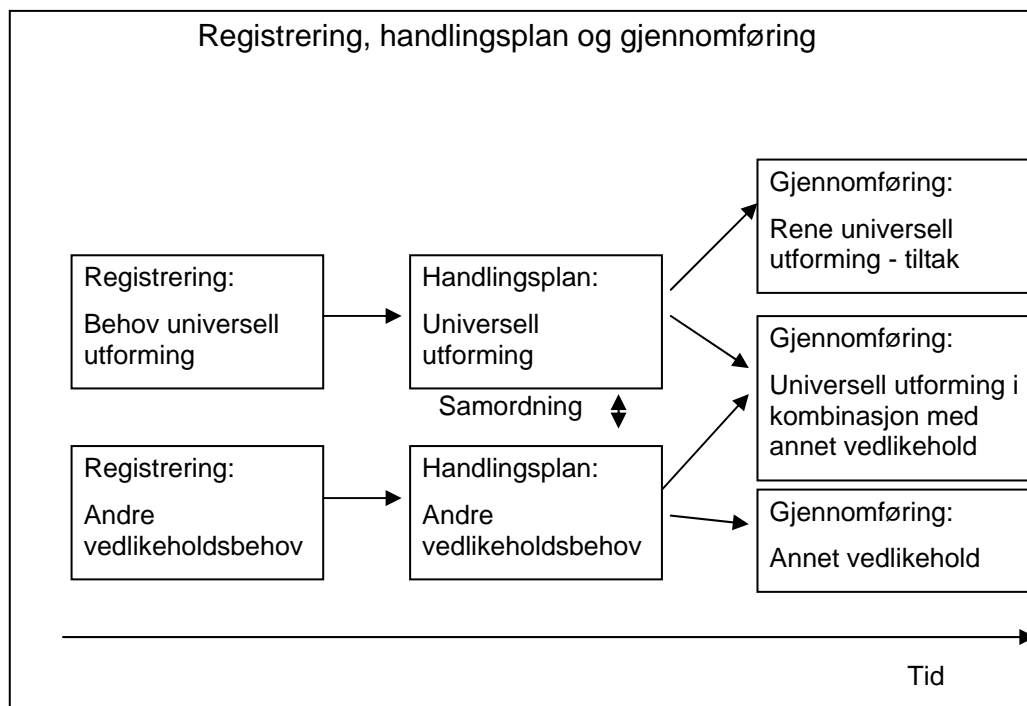 Registrering, handlingsplan og gjennomføring
Registrering:
Behov universell
utforming
Handlingsplan:
Universell
utforming
Gjennomføring:
Rene universell
utforming - tiltak
Gjennomføring:
Universell utforming i
kombinasjon med
annet vedlikehold
Samordning
Registrering:
Andre
vedlikeholdsbehov
Handlingsplan:
Andre
vedlikeholdsbehov
Gjennomføring:
Annet vedlikehold
Tid